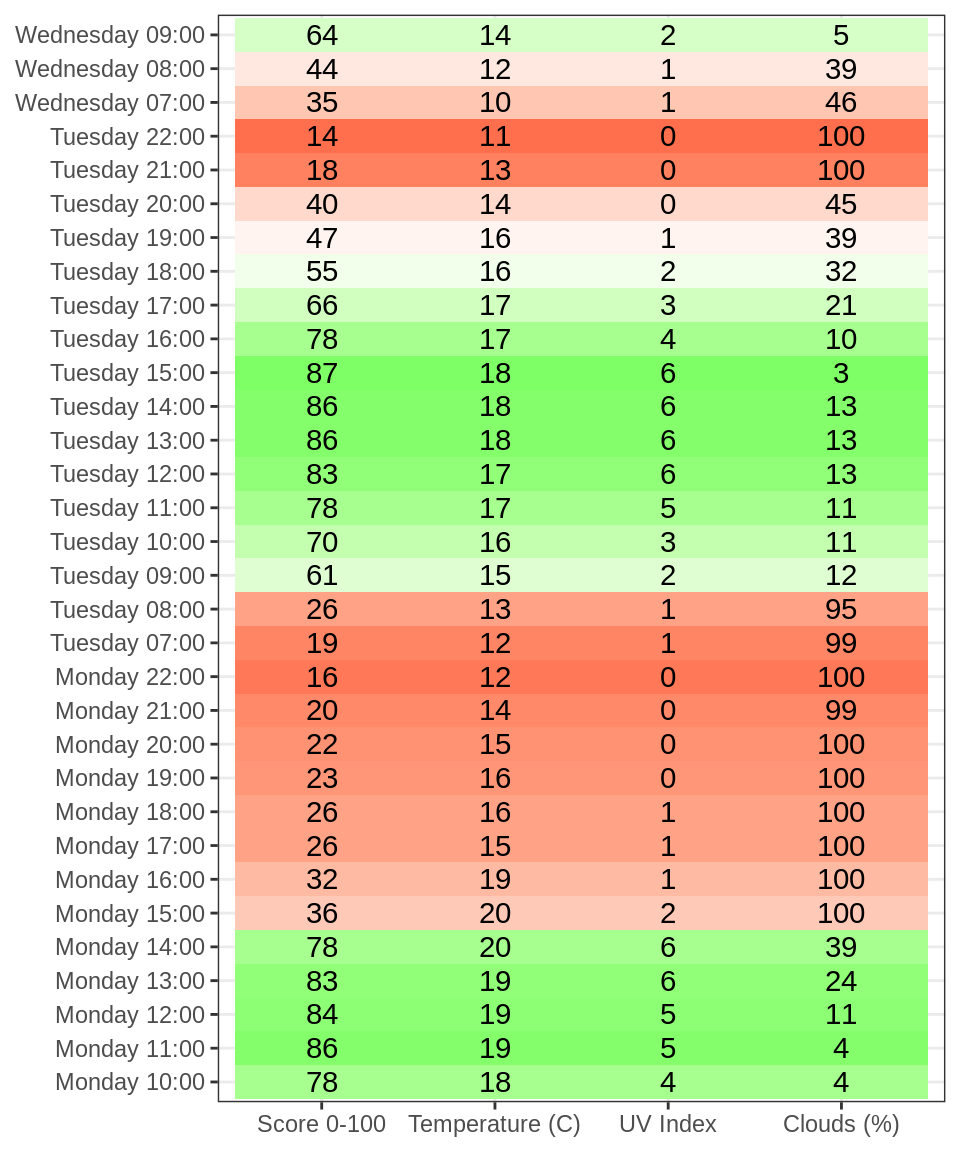 Wednesday 09:00 64 14 2 5
Wednesday 08:00 44 12 1 39
Wednesday 07:00 35 10 1 46
Tuesday 22:00 14 11 0 100
Tuesday 21:00 18 13 0 100
Tuesday 20:00 40 14 0 45
Tuesday 19:00 47 16 1 39
Tuesday 18:00 55 16 2 32
Tuesday 17:00 66 17 3 21
Tuesday 16:00 78 17 4 10
Tuesday 15:00 87 18 6 3
Tuesday 14:00 86 18 6 13
Tuesday 13:00 86 18 6 13
Tuesday 12:00 83 17 6 13
Tuesday 11:00 78 17 5 11
Tuesday 10:00 70 16 3 11
Tuesday 09:00 61 15 2 12
Tuesday 08:00 26 13 1 95
Tuesday 07:00 19 12 1 99
Monday 22:00 16 12 0 100
Monday 21:00 20 14 0 99
Monday 20:00 22 15 0 100
Monday 19:00 23 16 0 100
Monday 18:00 26 16 1 100
Monday 17:00 26 15 1 100
Monday 16:00 32 19 1 100
Monday 15:00 36 20 2 100
Monday 14:00 78 20 6 39
Monday 13:00 83 19 6 24
Monday 12:00 84 19 5 11
Monday 11:00 86 19 5 4
Monday 10:00 78 18 4 4
Score 0-100 Temperature (C) UV Index Clouds (%)